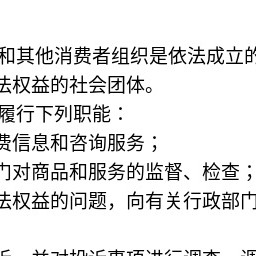 和其他消费者组织是依法成立的
法权益的社会团体。
履行下列职能：
费信息和咨询服务；
门对商品和服务的监督、检查；
法权益的问题，向有关行政部门